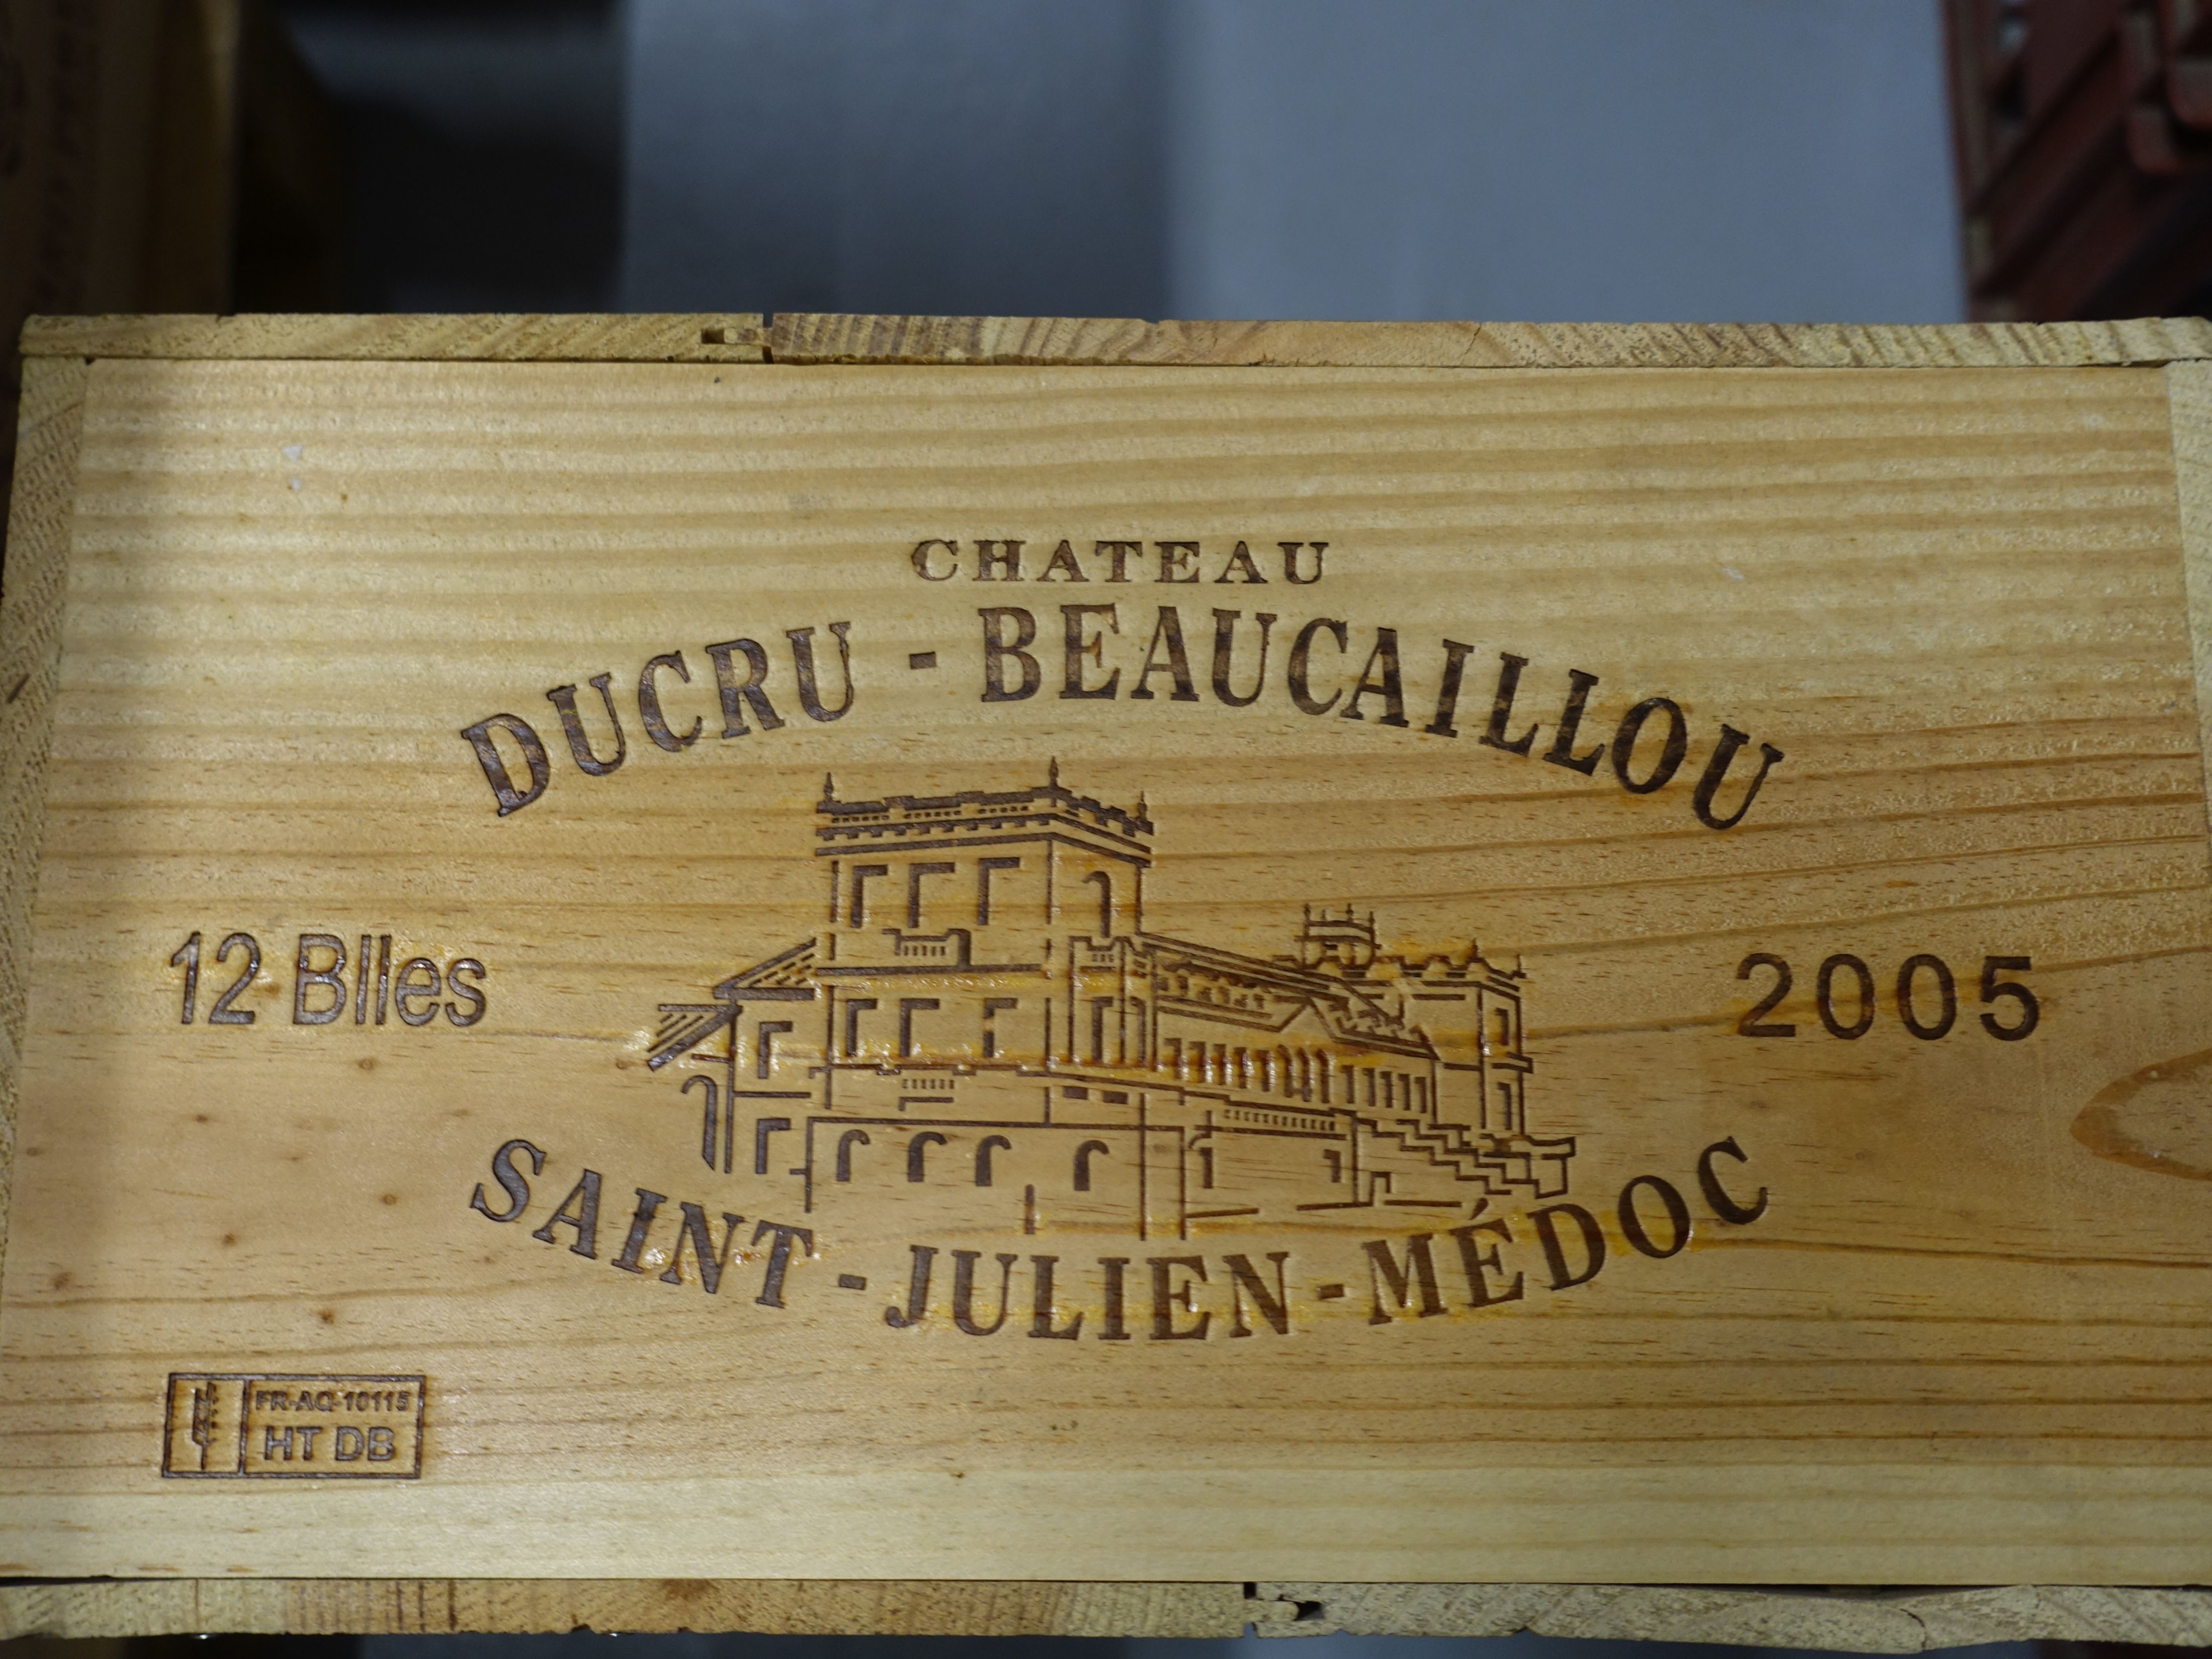 CHATEAU
DUCRU - BEAUCAILLOU
12 Blles
2005
SAINT - JULIEN - MÉDOC
FR-AQ-10115
HT DB